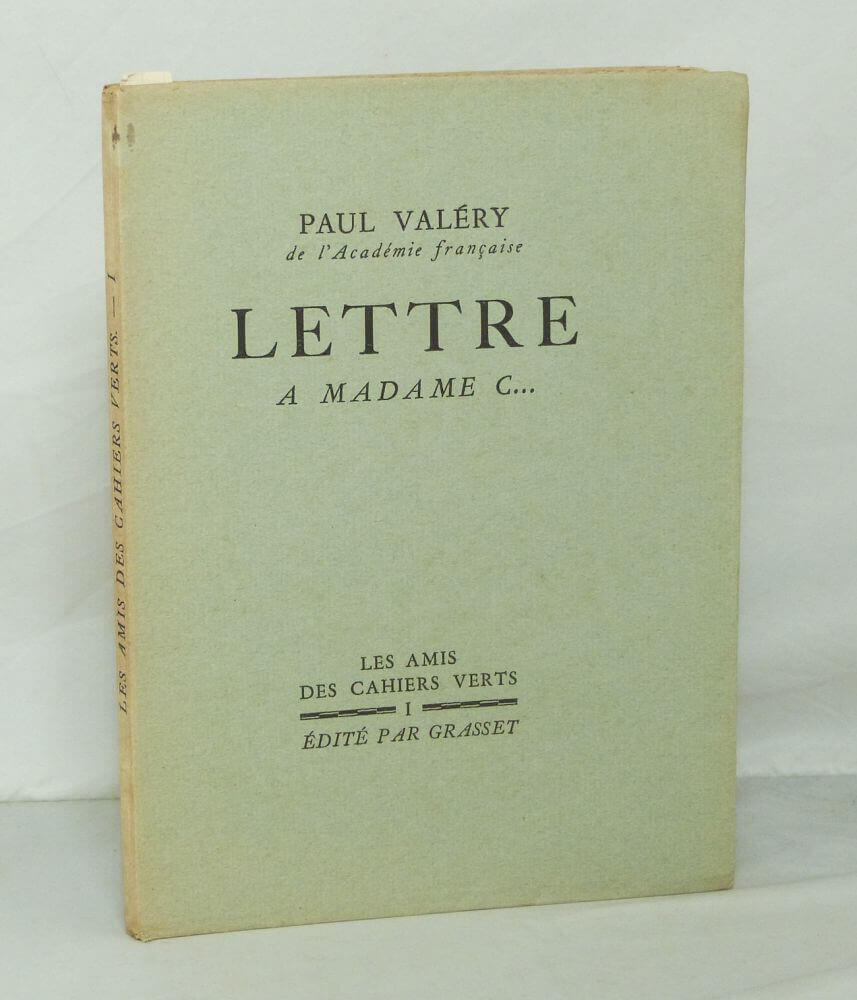 PAUL VALÉRY
de l'Académie française
LETTRE
A MADAME C...
LES AMIS
DES CAHIERS VERTS
I
ÉDITÉ PAR GRASSET
LES AMIS DES CAHIERS VERTS. — I